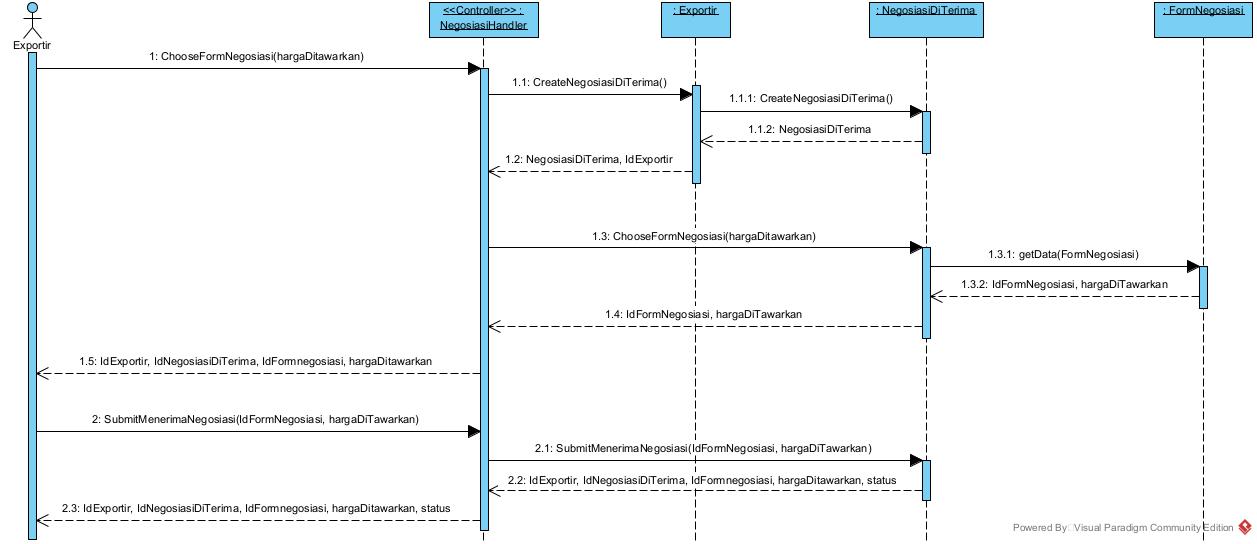 <<Controller>> :
NegosiasiHandler
: Exportir
: NegosiasiDiTerima
: FormNegosiasi
Exportir
1: ChooseFormNegosiasi(hargaDitawarkan)
1.1: CreateNegosiasiDiTerima()
1.1.1: CreateNegosiasiDiTerima()
1.1.2: NegosiasiDiTerima
1.2: NegosiasiDiTerima, IdExportir
1.3: ChooseFormNegosiasi(hargaDitawarkan)
1.3.1: getData(FormNegosiasi)
1.3.2: IdFormNegosiasi, hargaDiTawarkan
1.4: IdFormNegosiasi, hargaDiTawarkan
1.5: IdExportir, IdNegosiasiDiTerima, IdFormnegosiasi, hargaDitawarkan
2: SubmitMenerimaNegosiasi(IdFormNegosiasi, hargaDiTawarkan)
2.1: SubmitMenerimaNegosiasi(IdFormNegosiasi, hargaDiTawarkan)
2.2: IdExportir, IdNegosiasiDiTerima, IdFormnegosiasi, hargaDitawarkan, status
2.3: IdExportir, IdNegosiasiDiTerima, IdFormnegosiasi, hargaDitawarkan, status
Powered By Visual Paradigm Community Edition